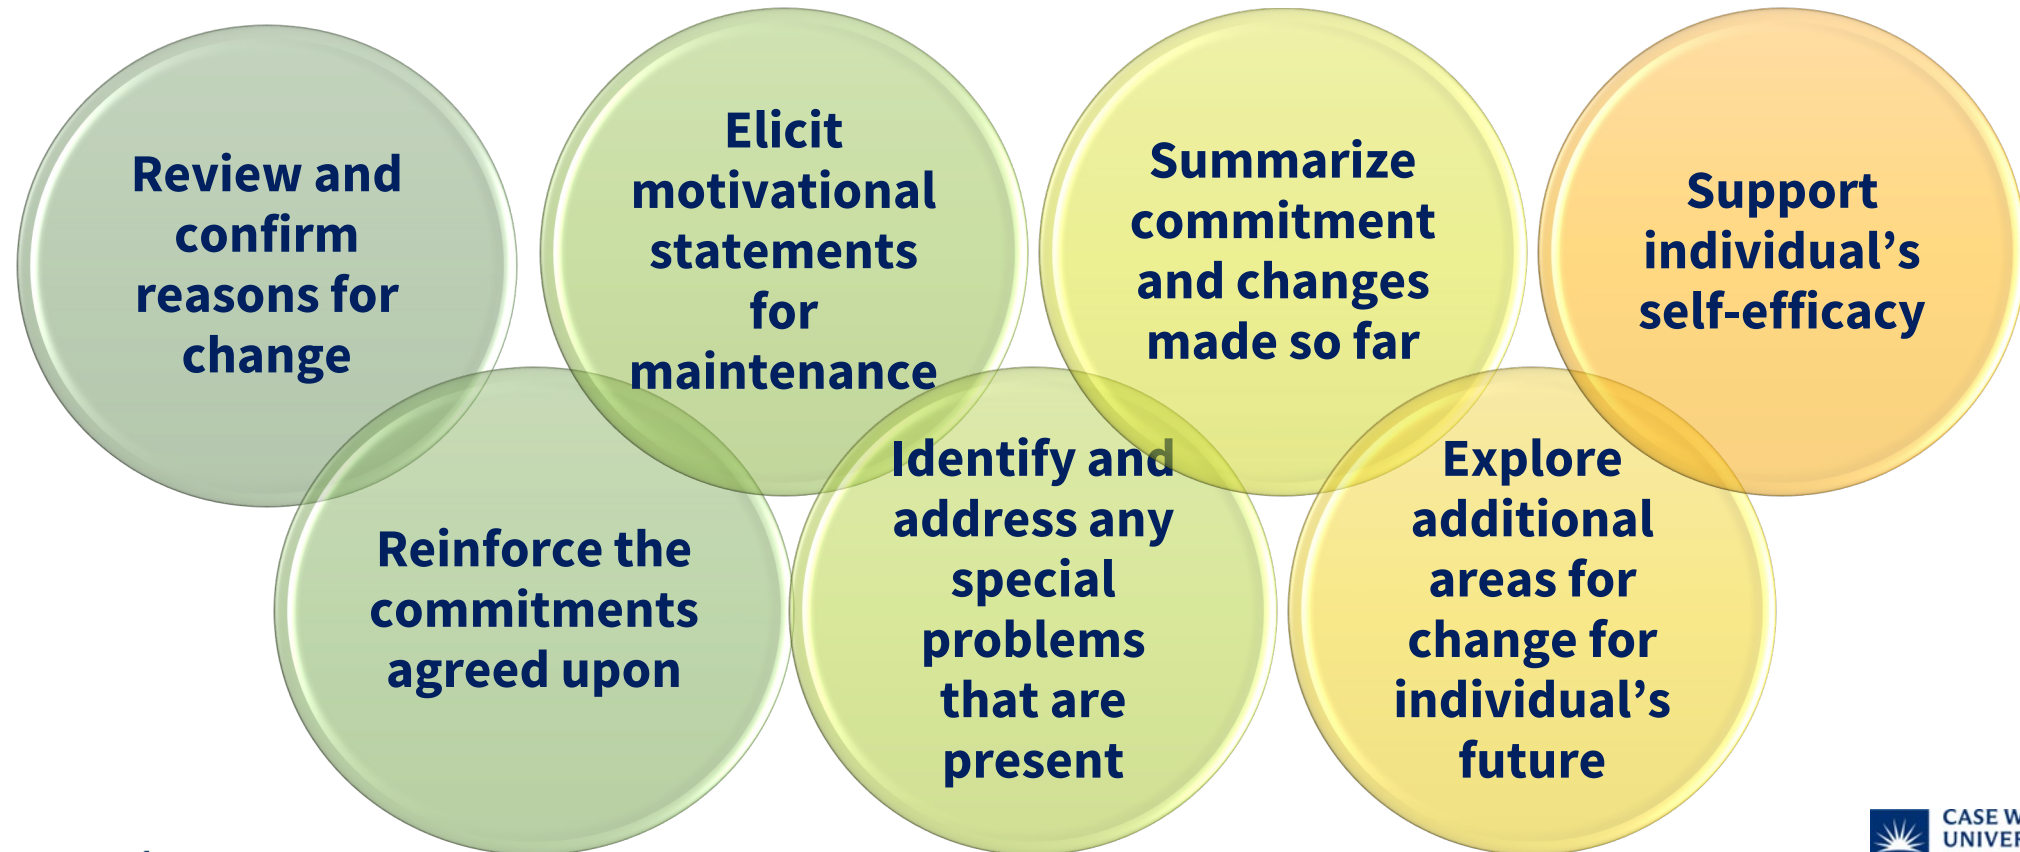 Review and
confirm
reasons for
change
Reinforce the
commitments
agreed upon
Elicit
motivational
statements
for
maintenance
Identify and
address any
special
problems
that are
present
Summarize
commitment
and changes
made so far
Explore
additional
areas for
change for
individual’s
future
Support
individual’s
self-efficacy
CASE